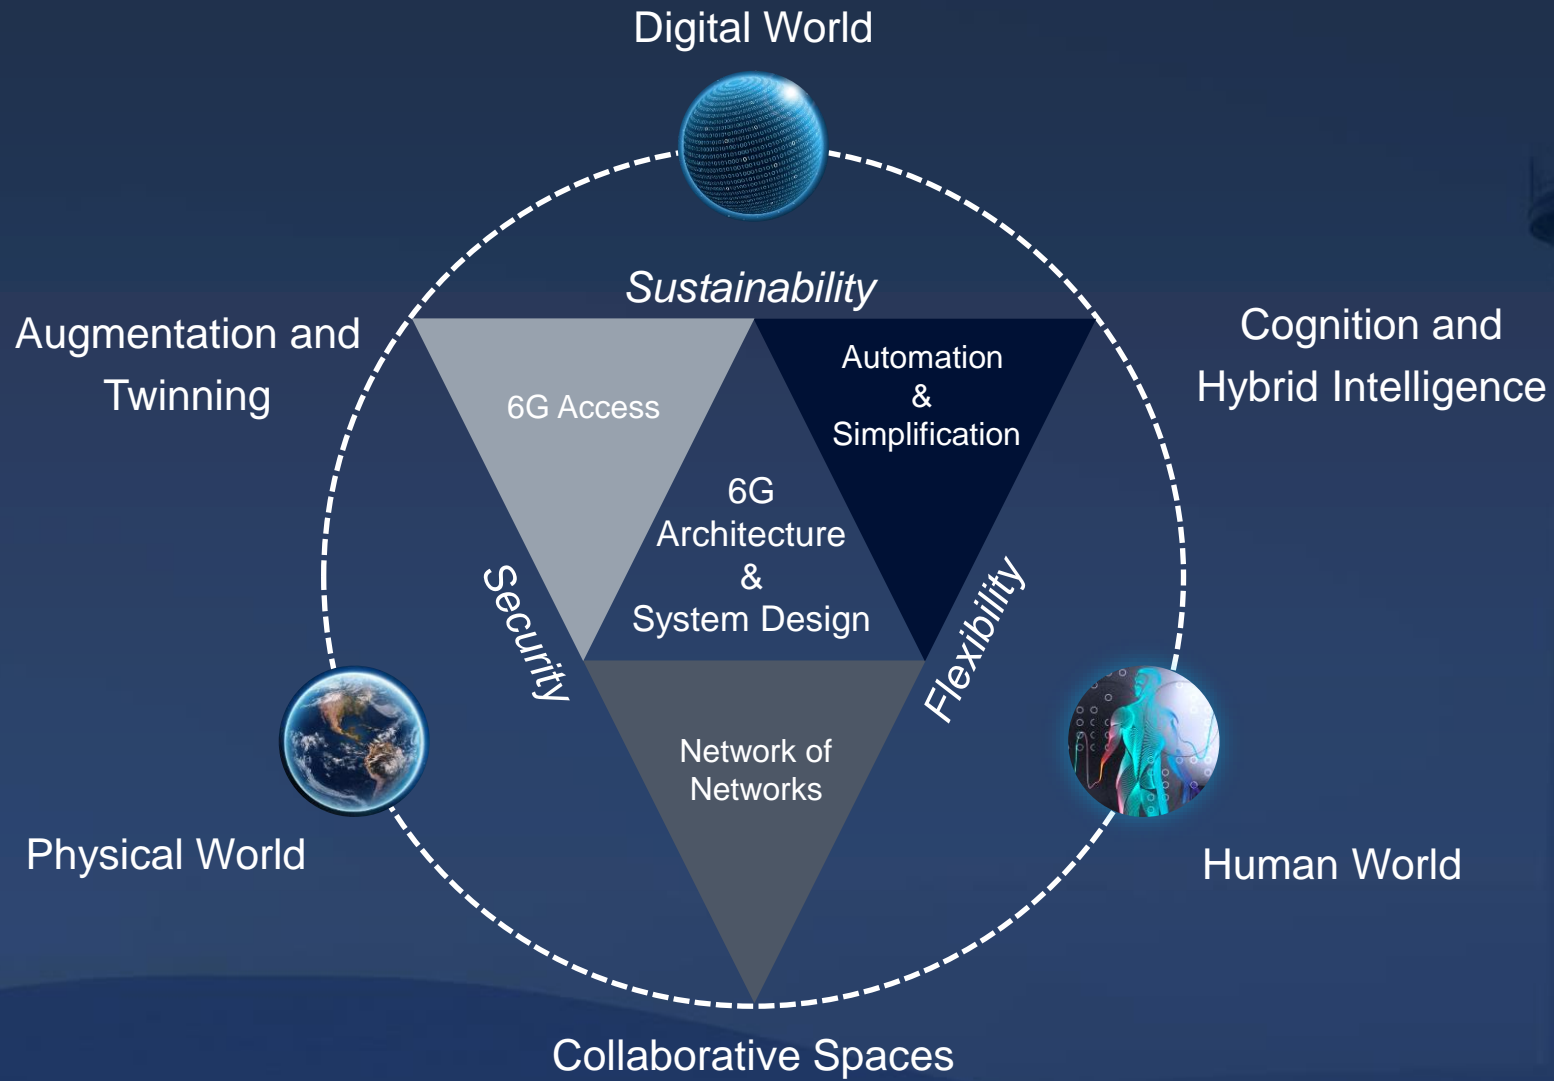 Digital World
Sustainability
Augmentation and
Twinning
Cognition and
Hybrid Intelligence
6G Access
Automation
&
Simplification
6G
Architecture
&
System Design
Security
Flexibility
Network of
Networks
Physical World
Human World
Collaborative Spaces